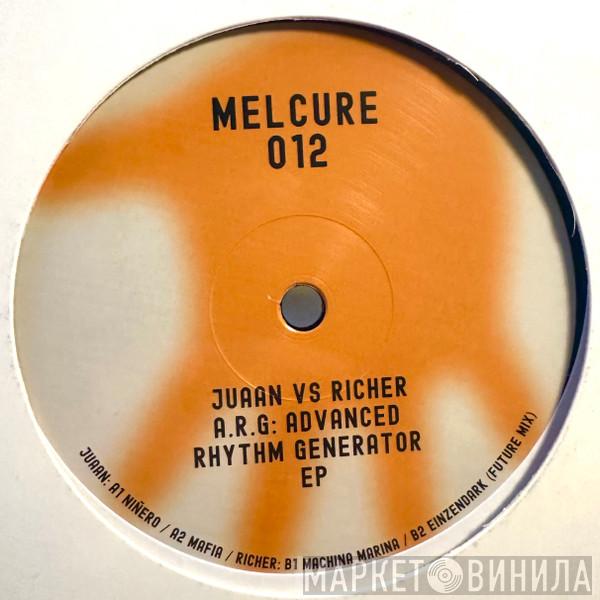 MELCURE
012
JUAAN VS RICHER
A.R.G: ADVANCED
RHYTHM GENERATOR
EP
JUAAN: A1 NIÑERO / A2 MAFIA / RICHER: B1 MACHINA MARINA / B2 EINZENDARK (FUTURE MIX)
МАРКЕТ ВИНИЛА